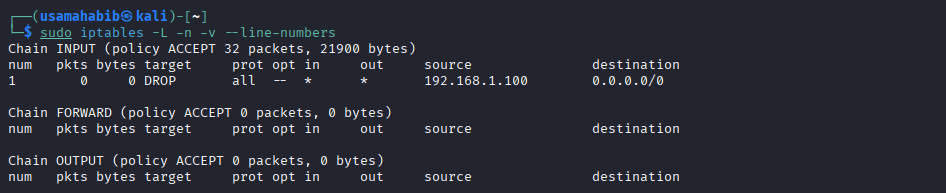 ┌──(usamahabib㉿kali)-[~]
└─$ sudo iptables -L -n -v --line-numbers
Chain INPUT (policy ACCEPT 32 packets, 21900 bytes)
num   pkts bytes target     prot opt in     out     source               destination
1        0     0 DROP       all  --  *      *       192.168.1.100        0.0.0.0/0

Chain FORWARD (policy ACCEPT 0 packets, 0 bytes)
num   pkts bytes target     prot opt in     out     source               destination

Chain OUTPUT (policy ACCEPT 0 packets, 0 bytes)
num   pkts bytes target     prot opt in     out     source               destination